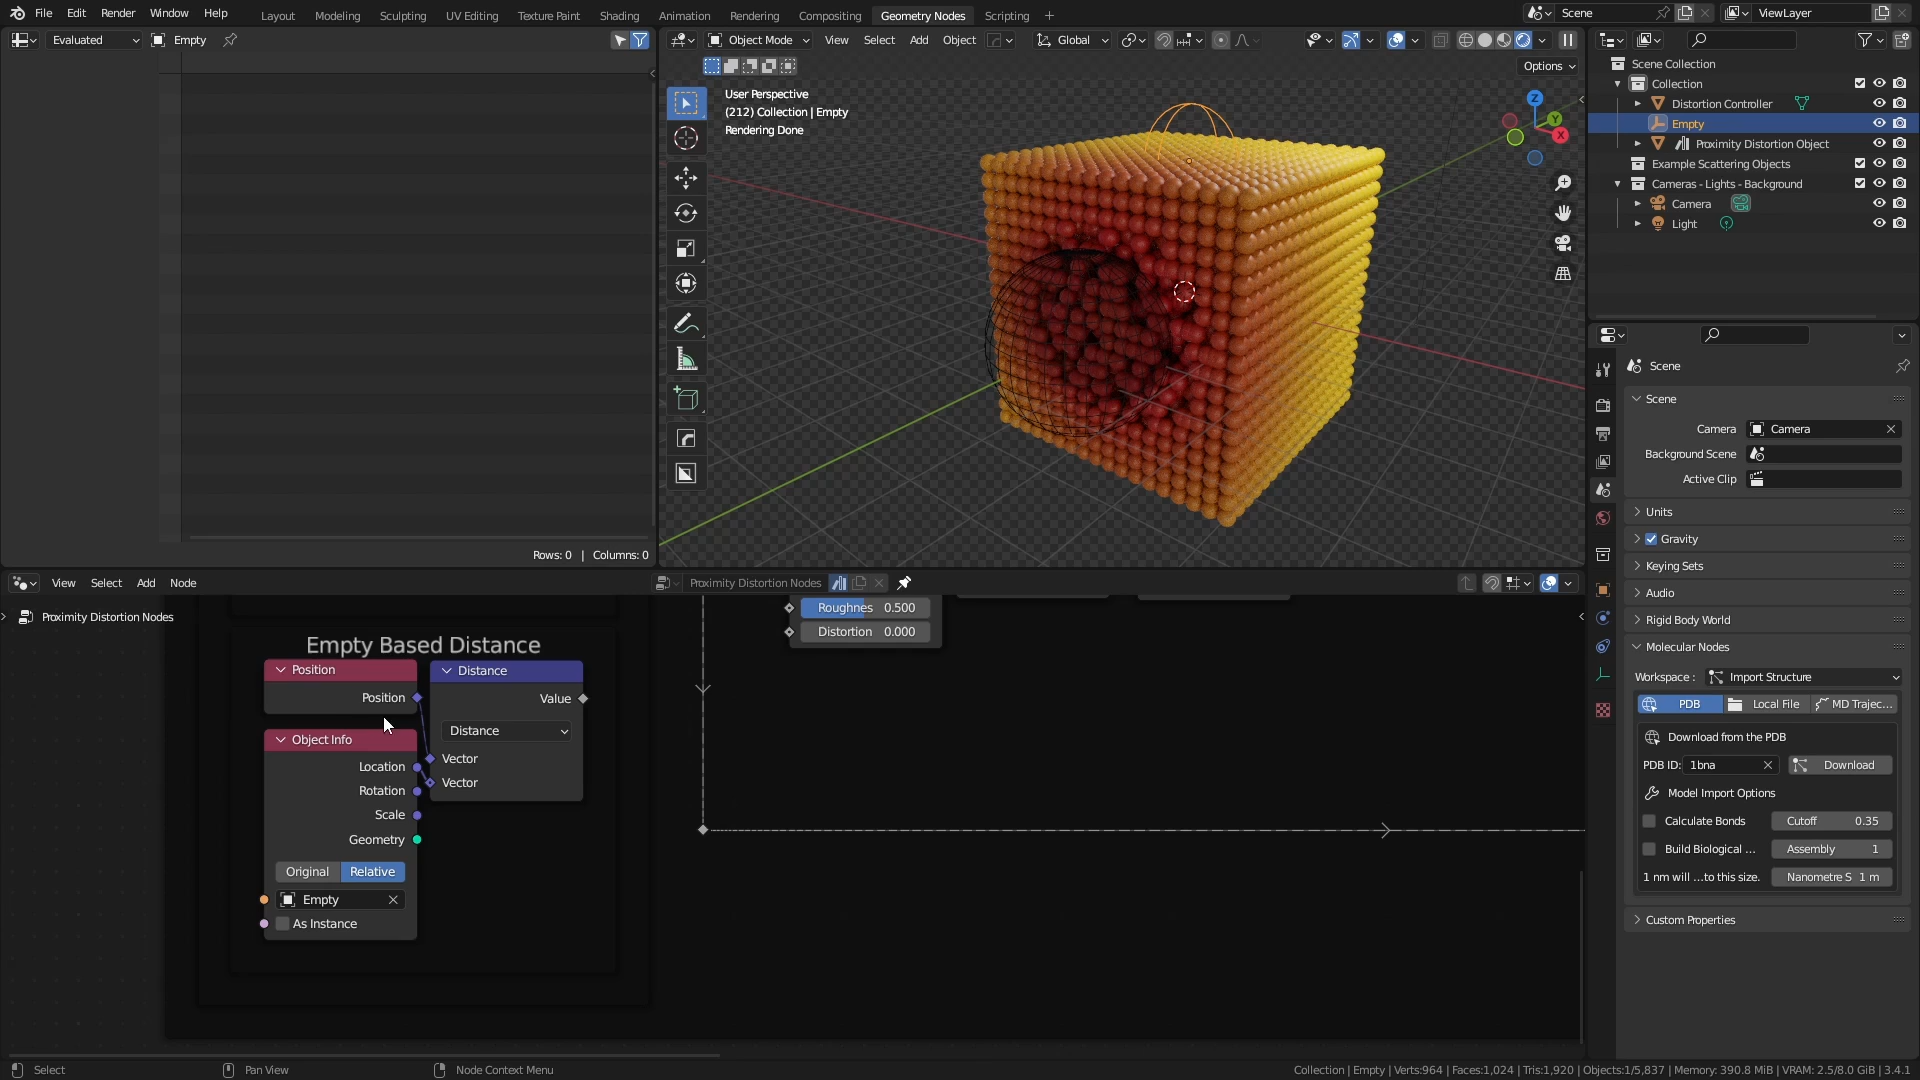 File Edit Render Window Help Layout Modeling Sculpting UV Editing Texture Paint Shading Animation Rendering Compositing Geometry Nodes Scripting + Scene ViewLayer
Evaluated Empty
Object Mode View Select Add Object Global
Options
User Perspective
(212) Collection | Empty
Rendering Done
Z
Y
X
Scene Collection
Collection
Distortion Controller
Empty
Proximity Distortion Object
Example Scattering Objects
Cameras - Lights - Background
Camera
Light
Rows: 0 | Columns: 0
View Select Add Node
Proximity Distortion Nodes
Proximity Distortion Nodes
Roughnes 0.500
Distortion 0.000
Empty Based Distance
Position
Position
Distance
Value
Distance
Vector
Vector
Object Info
Location
Rotation
Scale
Geometry
Original Relative
Empty
As Instance
Scene
Scene
Camera Camera
Background Scene
Active Clip
Units
Gravity
Keying Sets
Audio
Rigid Body World
Molecular Nodes
Workspace : Import Structure
PDB Local File MD Trajec...
Download from the PDB
PDB ID: 1bna Download
Model Import Options
Calculate Bonds Cutoff 0.35
Build Biological ... Assembly 1
1 nm will ...to this size. Nanometre S 1 m
Custom Properties
Select Pan View Node Context Menu
Collection | Empty | Verts:964 | Faces:1,024 | Tris:1,920 | Objects:1/5,837 | Memory: 390.8 MiB | VRAM: 2.5/8.0 GiB | 3.4.1